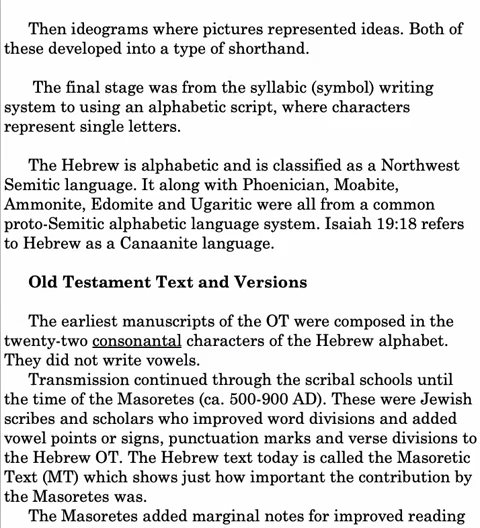 Then ideograms where pictures represented ideas. Both of
these developed into a type of shorthand.
The final stage was from the syllabic (symbol) writing
system to using an alphabetic script, where characters
represent single letters.
The Hebrew is alphabetic and is classified as a Northwest
Semitic language. It along with Phoenician, Moabite,
Ammonite, Edomite and Ugaritic were all from a common
proto-Semitic alphabetic language system. Isaiah 19:18 refers
to Hebrew as a Canaanite language.
Old Testament Text and Versions
The earliest manuscripts of the OT were composed in the
twenty-two consonantal characters of the Hebrew alphabet.
They did not write vowels.
Transmission continued through the scribal schools until
the time of the Masoretes (ca. 500-900 AD). These were Jewish
scribes and scholars who improved word divisions and added
vowel points or signs, punctuation marks and verse divisions to
the Hebrew OT. The Hebrew text today is called the Masoretic
Text (MT) which shows just how important the contribution by
the Masoretes was.
The Masoretes added marginal notes for improved reading